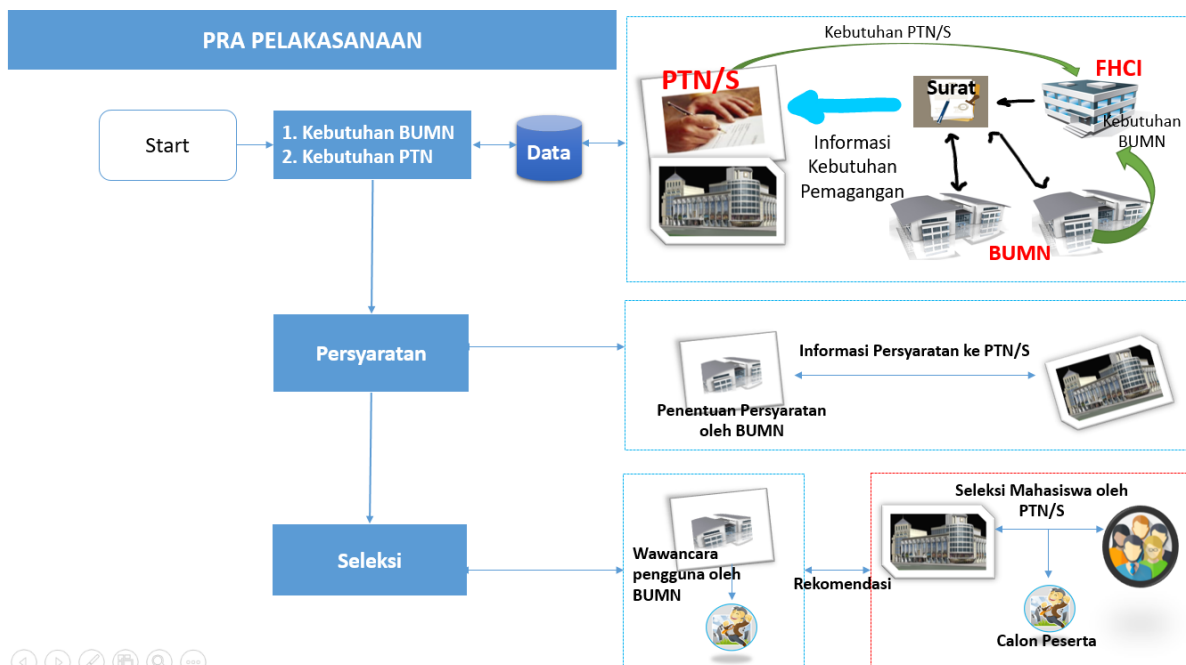 PRA PELAKASANAAN
Start
1. Kebutuhan BUMN
2. Kebutuhan PTN
Data
Kebutuhan PTN/S
PTN/S
FHCI
Surat
Kebutuhan
BUMN
Informasi
Kebutuhan
Pemagangan
BUMN
Persyaratan
Informasi Persyaratan ke PTN/S
Penentuan Persyaratan
oleh BUMN
Seleksi
Wawancara
pengguna oleh
BUMN
Rekomendasi
Seleksi Mahasiswa oleh
PTN/S
Calon Peserta